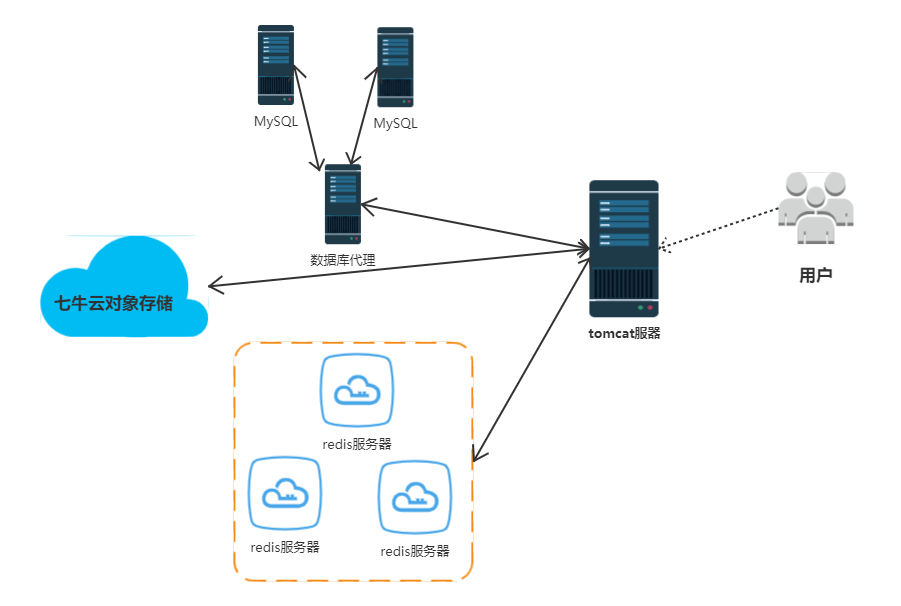 MySQL
MySQL
数据库代理
七牛云对象存储
用户
tomcat服器
redis服务器
redis服务器
redis服务器